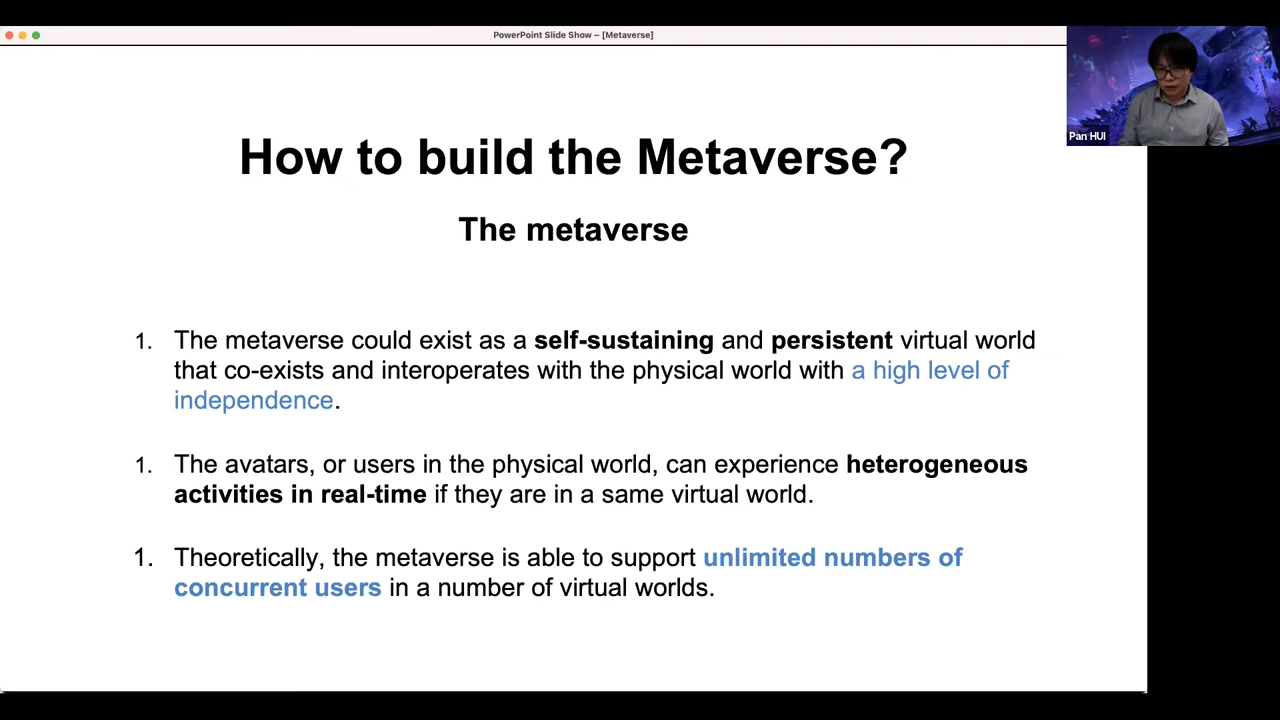 PowerPoint Slide Show – [Metaverse]
Pan HUI
How to build the Metaverse?
The metaverse
1. The metaverse could exist as a self-sustaining and persistent virtual world
that co-exists and interoperates with the physical world with a high level of
independence.
1. The avatars, or users in the physical world, can experience heterogeneous
activities in real-time if they are in a same virtual world.
1. Theoretically, the metaverse is able to support unlimited numbers of
concurrent users in a number of virtual worlds.